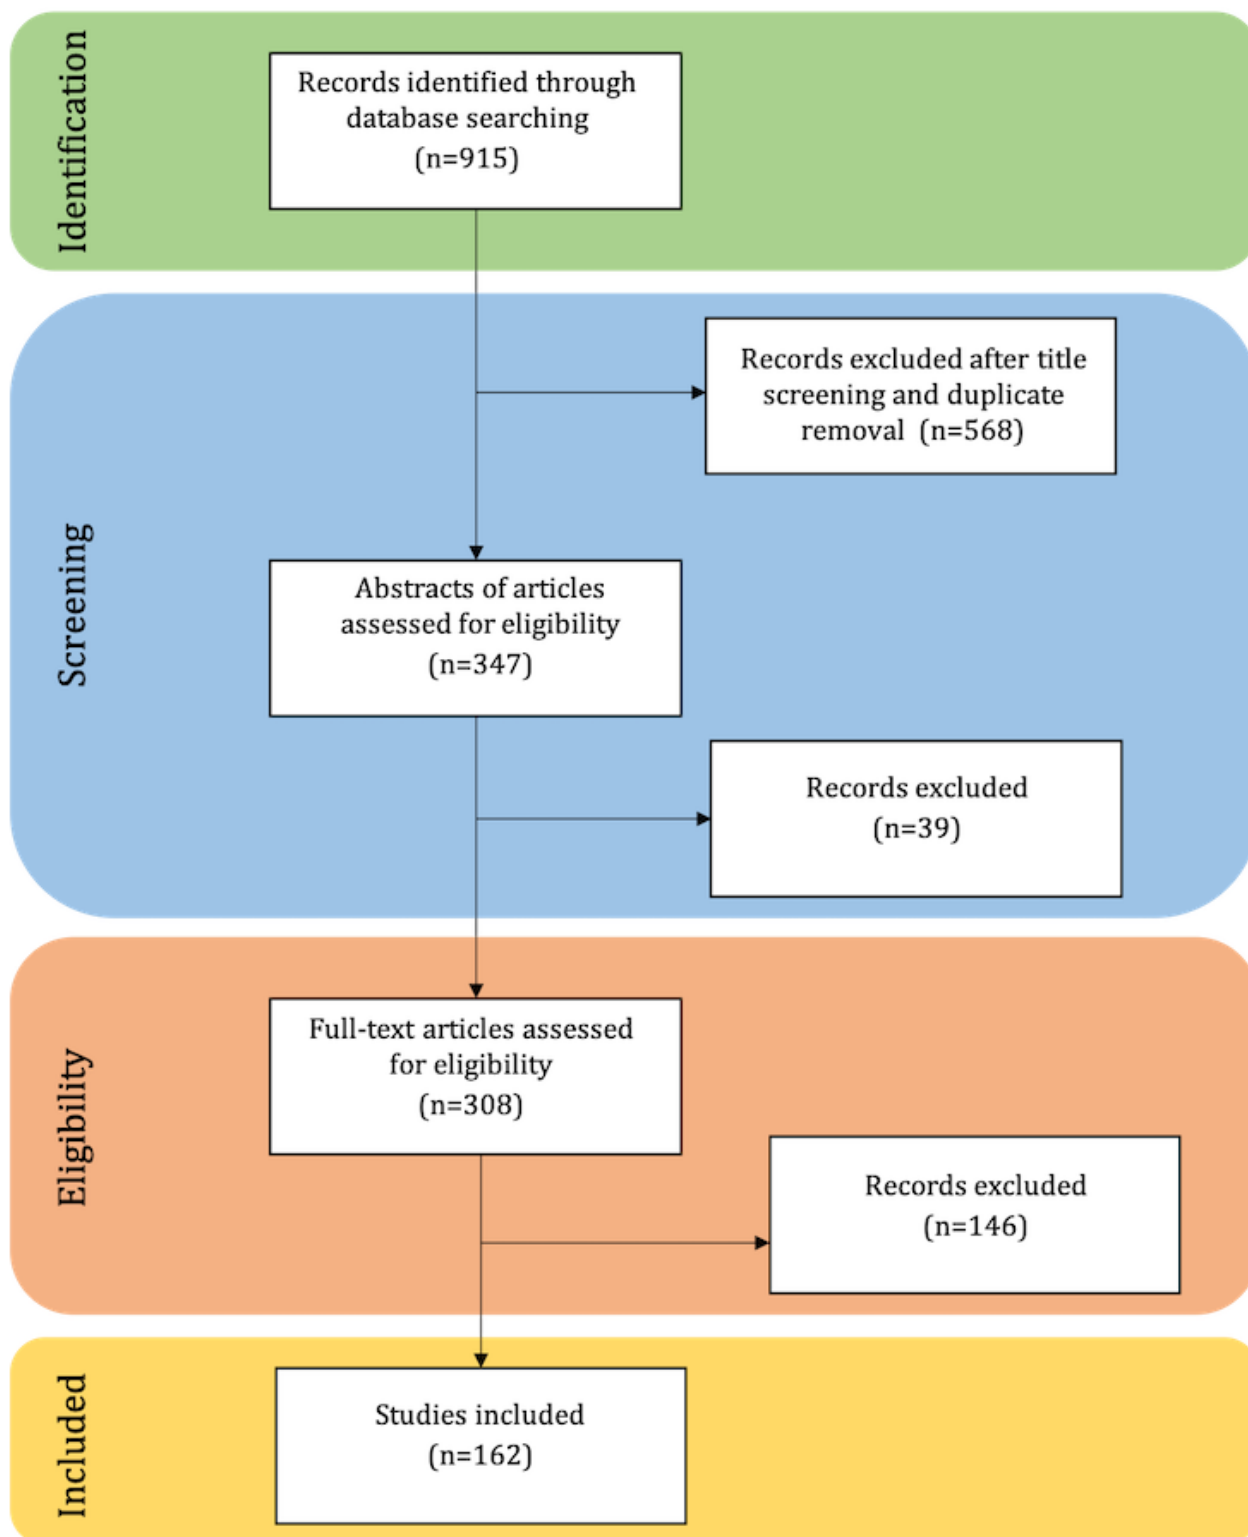 Identification
Records identified through
database searching
(n=915)
Screening
Records excluded after title
screening and duplicate
removal  (n=568)
Abstracts of articles
assessed for eligibility
(n=347)
Records excluded
(n=39)
Eligibility
Full-text articles assessed
for eligibility
(n=308)
Records excluded
(n=146)
Included
Studies included
(n=162)